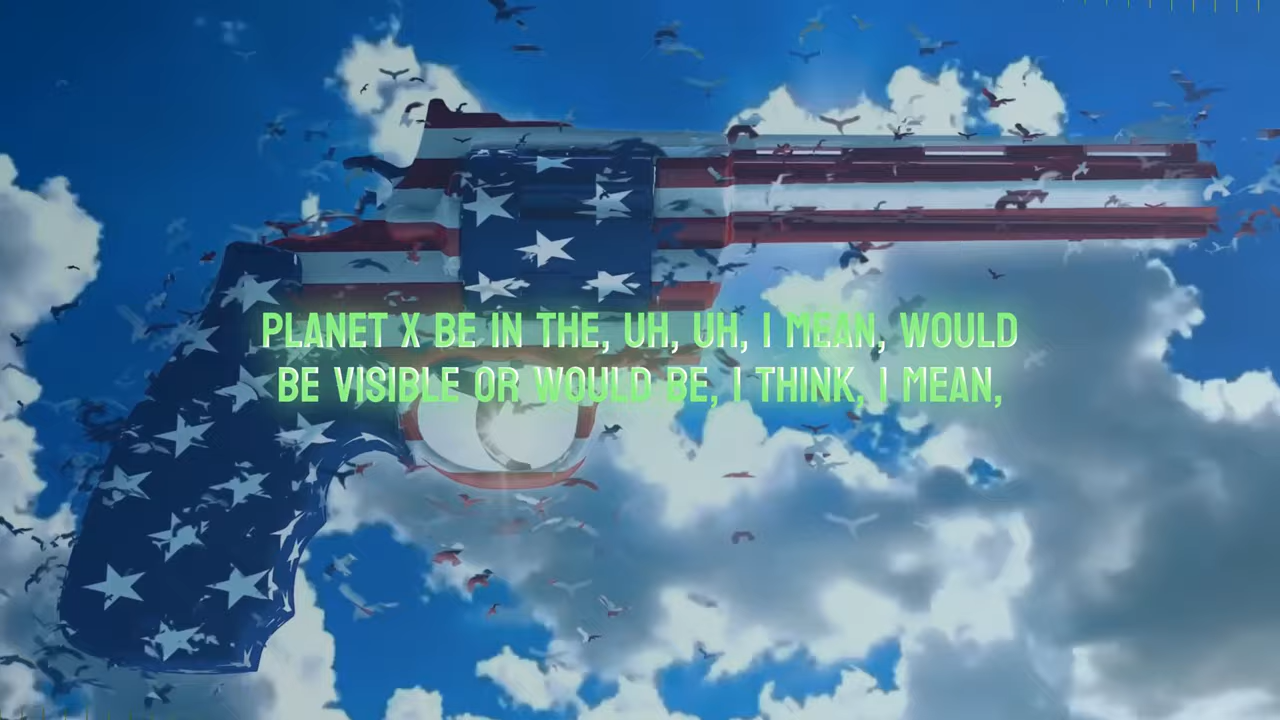 PLANET X BE IN THE, UH, UH, I MEAN, WOULD
BE VISIBLE OR WOULD BE, I THINK, I MEAN,